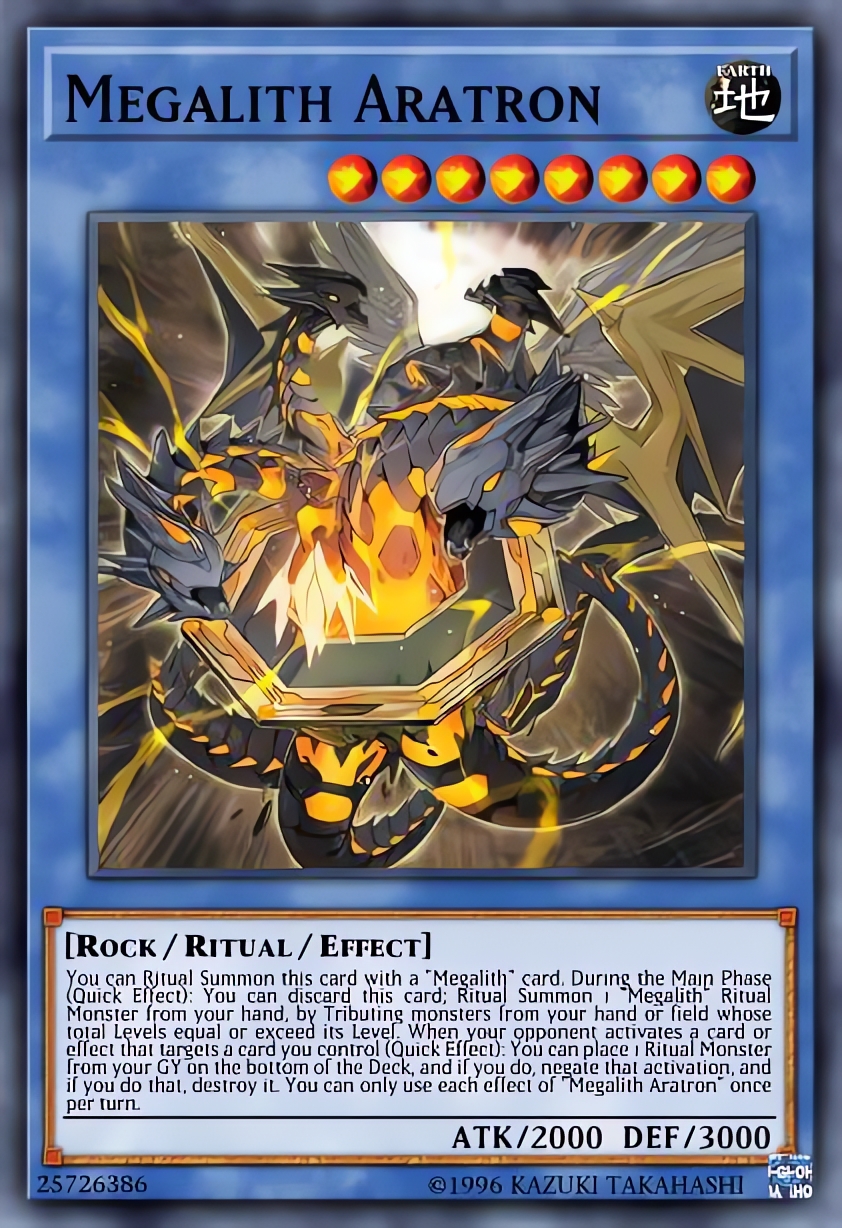 MEGALITH ARATRON
EARTH
地
[ROCK / RITUAL / EFFECT]
You can Ritual Summon this card with a "Megalith" card. During the Main Phase
(Quick Effect): You can discard this card; Ritual Summon 1 "Megalith" Ritual
Monster from your hand, by Tributing monsters from your hand or field whose
total Levels equal or exceed its Level. When your opponent activates a card or
effect that targets a card you control (Quick Effect): You can place 1 Ritual Monster
from your GY on the bottom of the Deck, and if you do, negate that activation, and
if you do that, destroy it. You can only use each effect of "Megalith Aratron" once
per turn.
ATK/2000 DEF/3000
25726386
©1996 KAZUKI TAKAHASHI